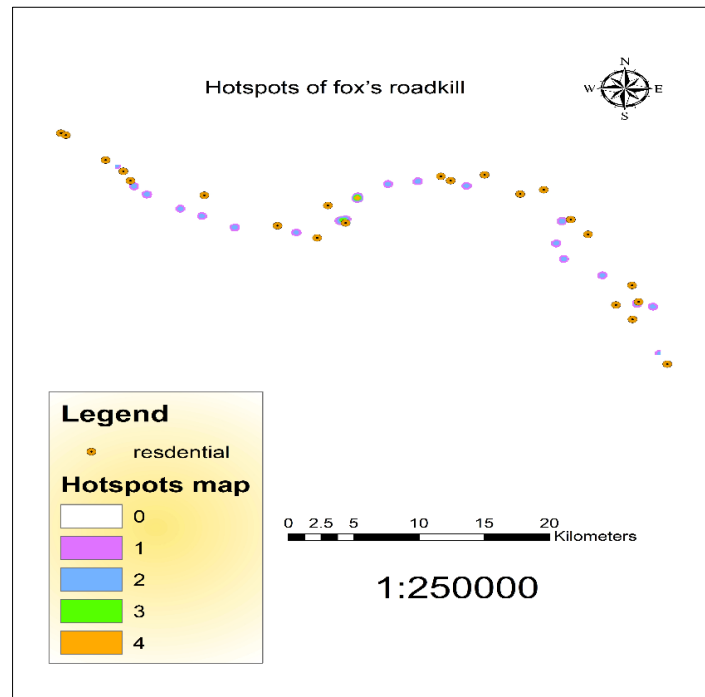 Hotspots of fox's roadkill
N
W E
S
Legend
resdential
Hotspots map
0
1
2
3
4
0 2.5 5 10 15 20
Kilometers
1:250000